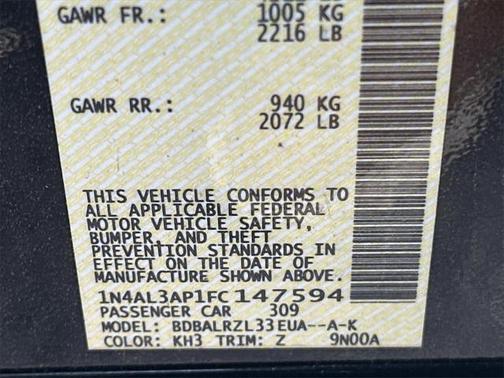 GAWR FR.: 1005 KG
2216 LB
GAWR RR.: 940 KG
2072 LB
THIS VEHICLE CONFORMS TO
ALL APPLICABLE FEDERAL
MOTOR VEHICLE SAFETY,
BUMPER, AND THEFT
PREVENTION STANDARDS IN
EFFECT ON THE DATE OF
MANUFACTURE SHOWN ABOVE.
1N4AL3AP1FC147594
PASSENGER CAR 309
MODEL: BDBALRZL33EUA--A-K
COLOR: KH3 TRIM: Z 9N00A